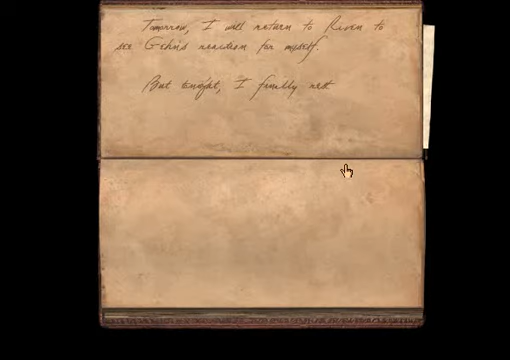 Tomorrow, I will return to Riven to
see Gehn's reaction for myself.
But tonight, I finally rest